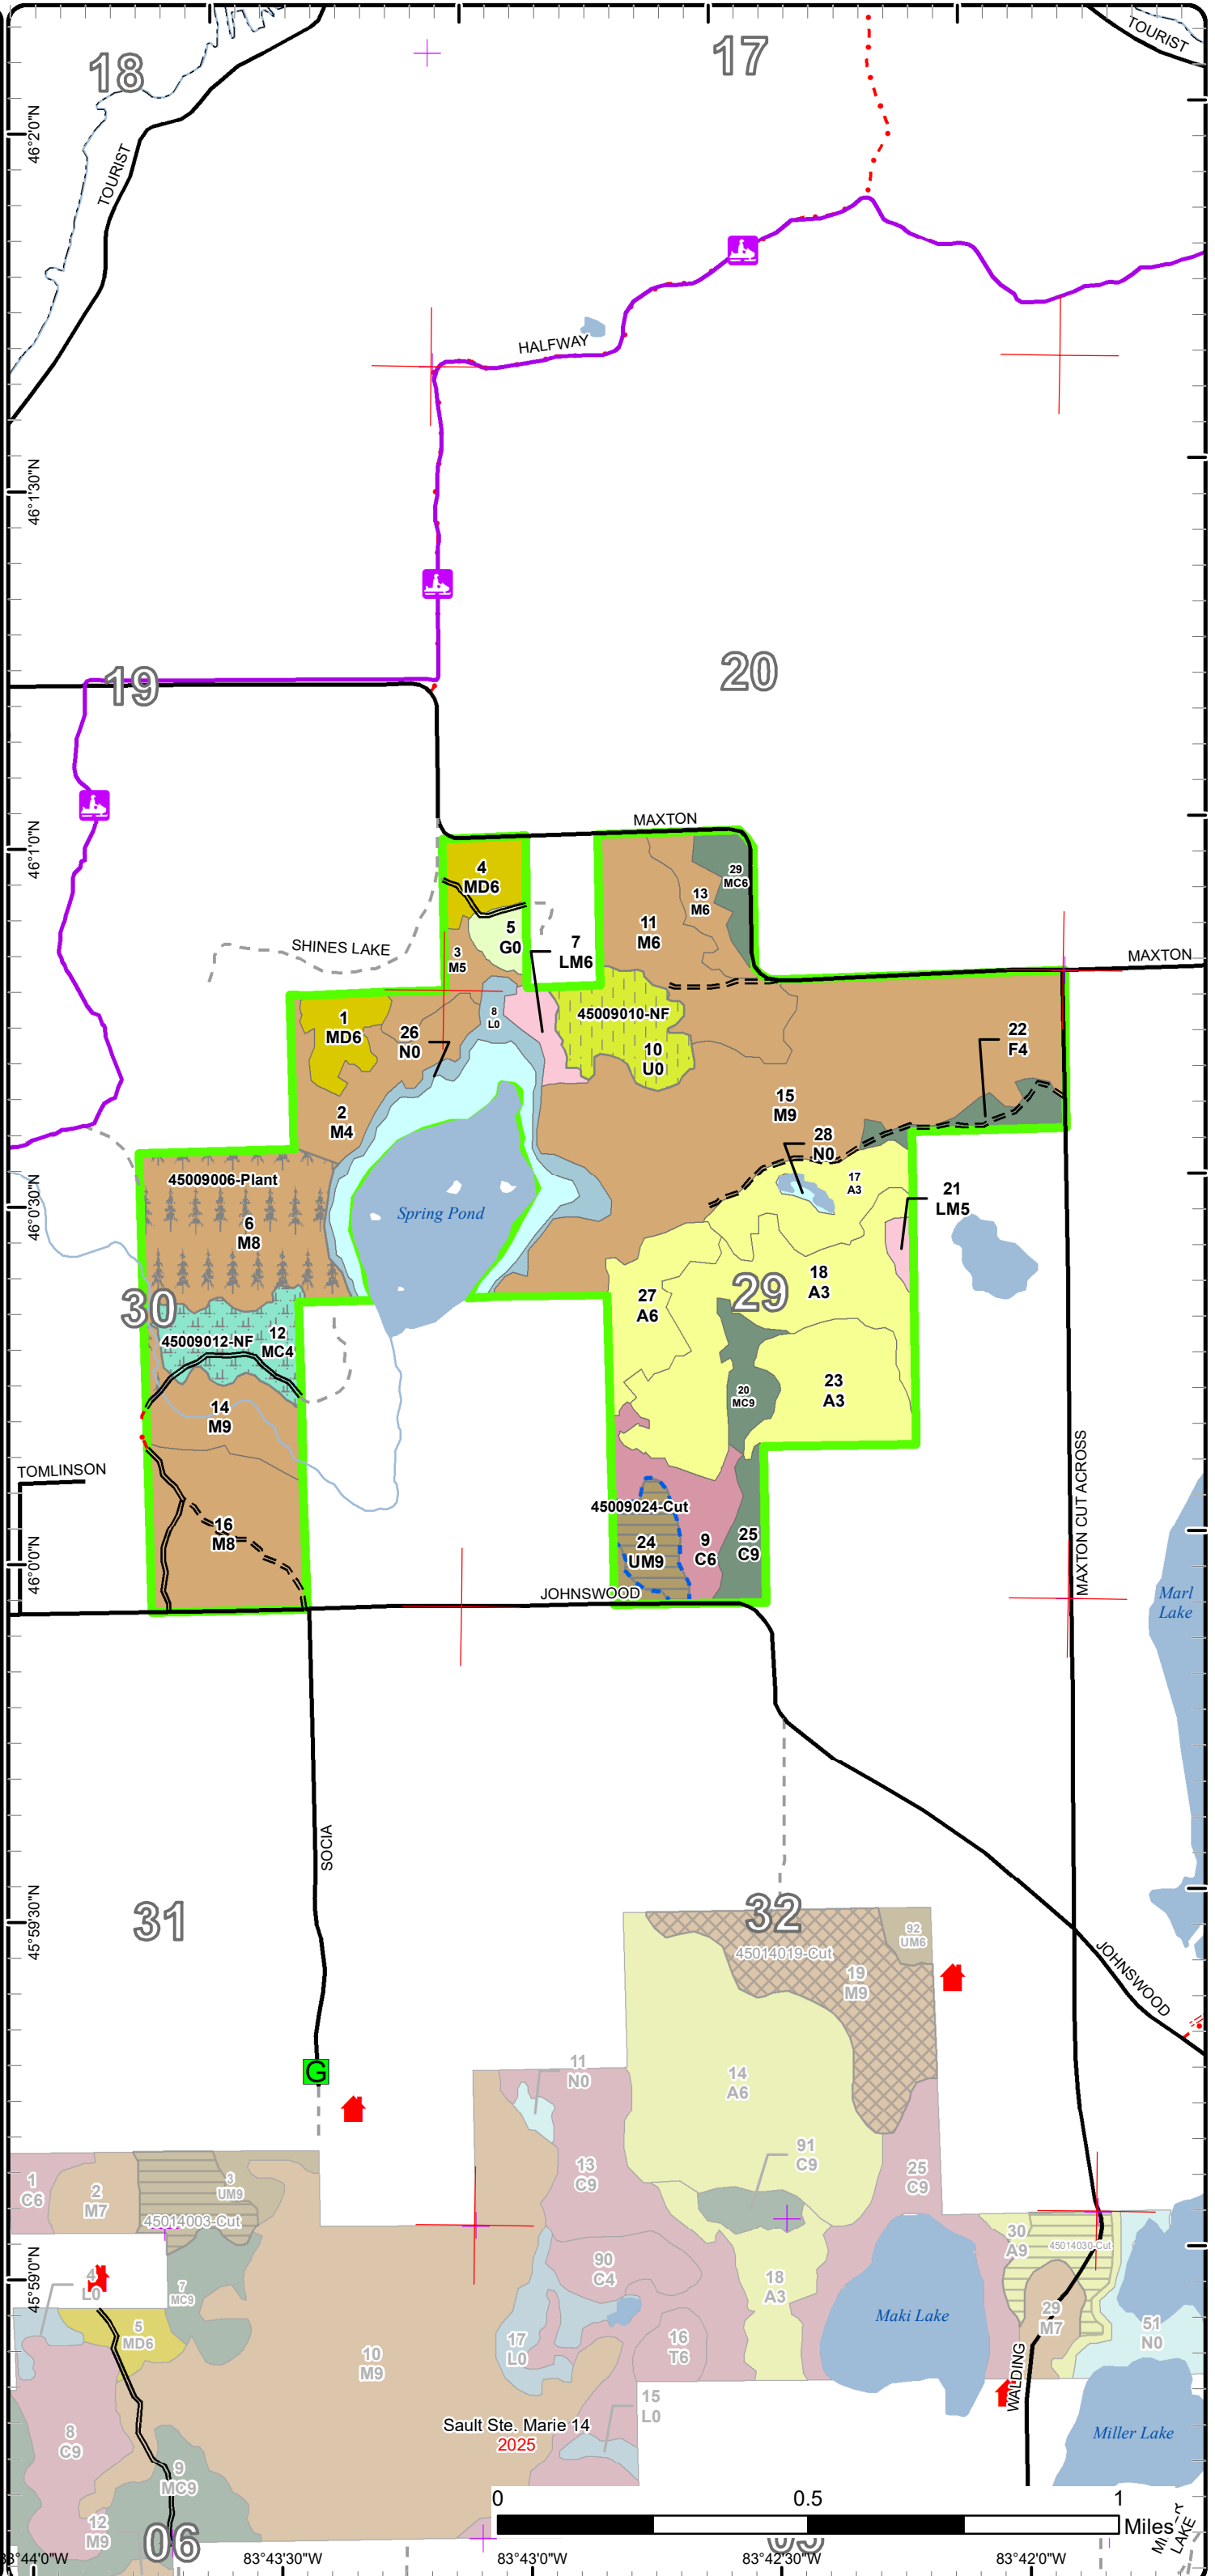 18
17
TOURIST
TOURIST
46°2'0"N
HALFWAY
46°1'30"N
19
20
46°1'0"N
MAXTON
4
MD6
29
MC6
13
M6
11
M6
5
G0
7
LM6
SHINES LAKE
3
M5
MAXTON
8
L0
45009010-NF
1
MD6
26
N0
10
U0
22
F4
2
M4
15
M9
28
N0
45009006-Plant
17
A3
21
LM5
46°0'30"N
6
M8
Spring Pond
18
A3
27
A6
29
30
45009012-NF
12
MC4
23
A3
20
MC9
14
M9
TOMLINSON
MAXTON CUT ACROSS
45009024-Cut
16
M8
24
UM9
9
C6
25
C9
46°0'0"N
JOHNSWOOD
Marl
Lake
SOCIA
31
32
45°59'30"N
45014019-Cut
92
UM6
19
M9
JOHNSWOOD
G
11
N0
14
A6
91
C9
1
C6
2
M7
3
UM9
13
C9
25
C9
45014003-Cut
30
A9
45014030-Cut
45°59'0"N
4
L0
7
MC9
90
C4
18
A3
Maki Lake
29
M7
51
N0
5
MD6
17
L0
16
T6
10
M9
WALDING
15
L0
Sault Ste. Marie 14
2025
8
C9
Miller Lake
9
MC9
0
0.5
1
Miles
12
M9
06
LAKE
83°44'0"W
83°43'30"W
83°43'0"W
83°42'30"W
83°42'0"W